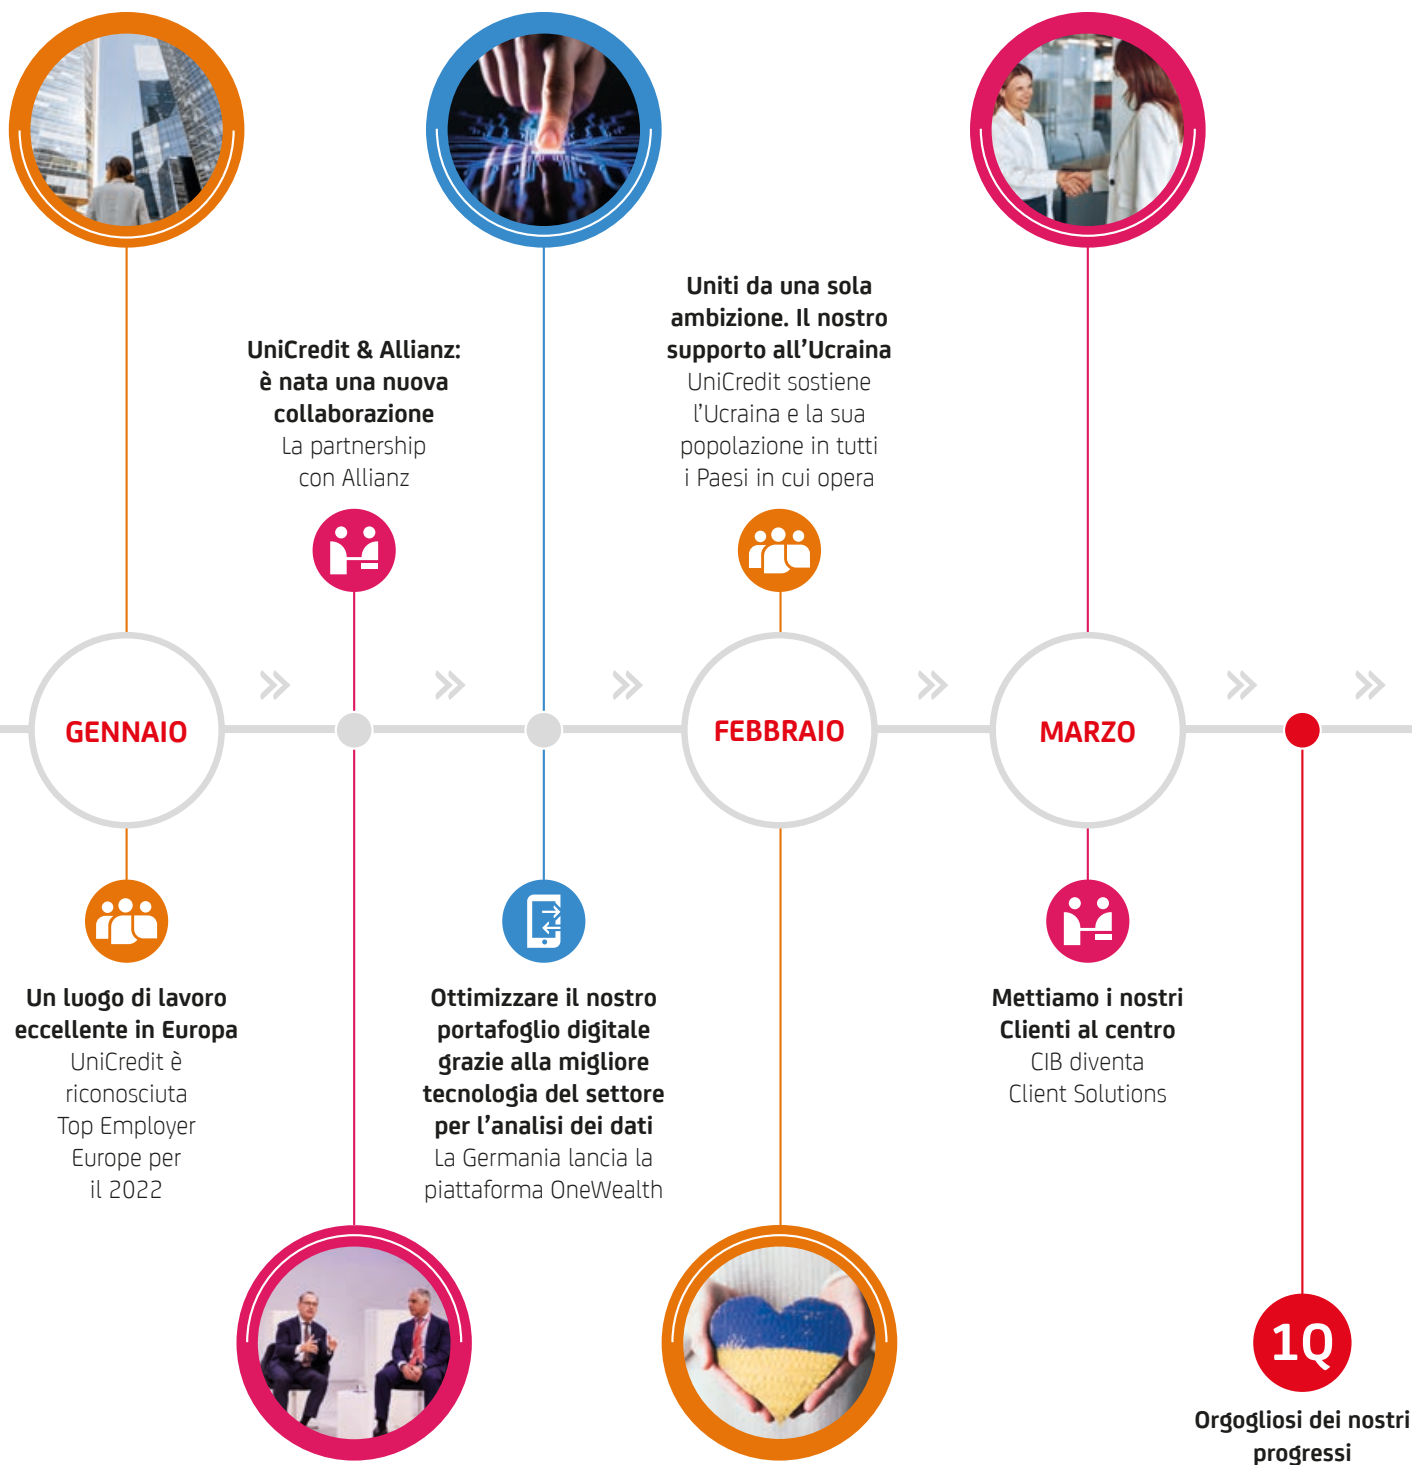 GENNAIO
Un luogo di lavoro
eccellente in Europa
UniCredit è
riconosciuta
Top Employer
Europe per
il 2022
UniCredit & Allianz:
è nata una nuova
collaborazione
La partnership
con Allianz
Ottimizzare il nostro
portafoglio digitale
grazie alla migliore
tecnologia del settore
per l’analisi dei dati
La Germania lancia la
piattaforma OneWealth
Uniti da una sola
ambizione. Il nostro
supporto all’Ucraina
UniCredit sostiene
l’Ucraina e la sua
popolazione in tutti
i Paesi in cui opera
FEBBRAIO
MARZO
Mettiamo i nostri
Clienti al centro
CIB diventa
Client Solutions
1Q
Orgogliosi dei nostri
progressi